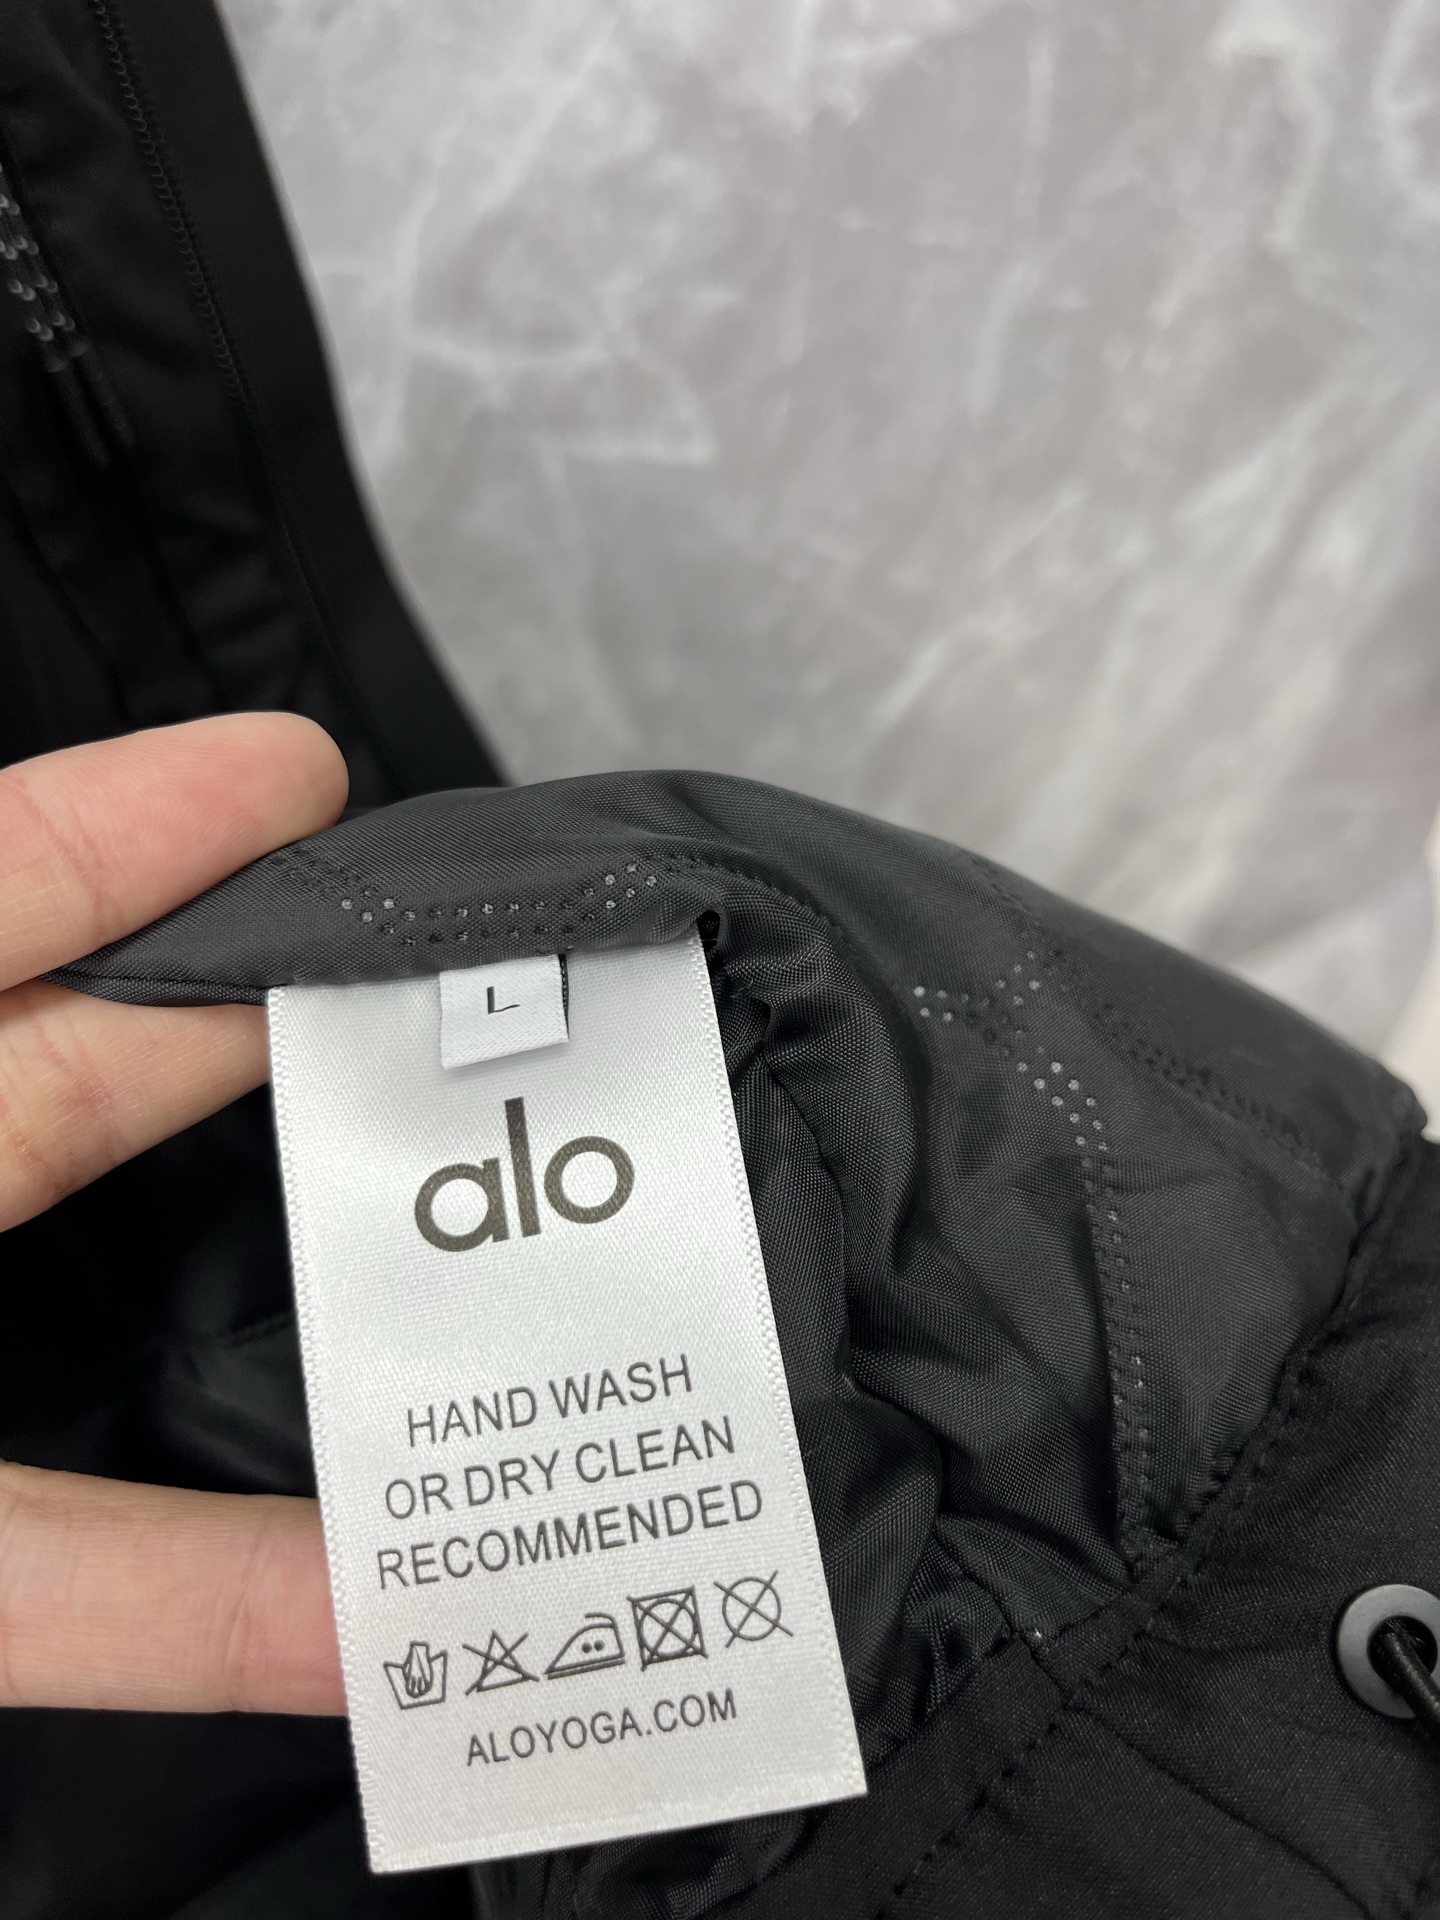 L
alo
HAND WASH
OR DRY CLEAN
RECOMMENDED
ALOYOGA.COM